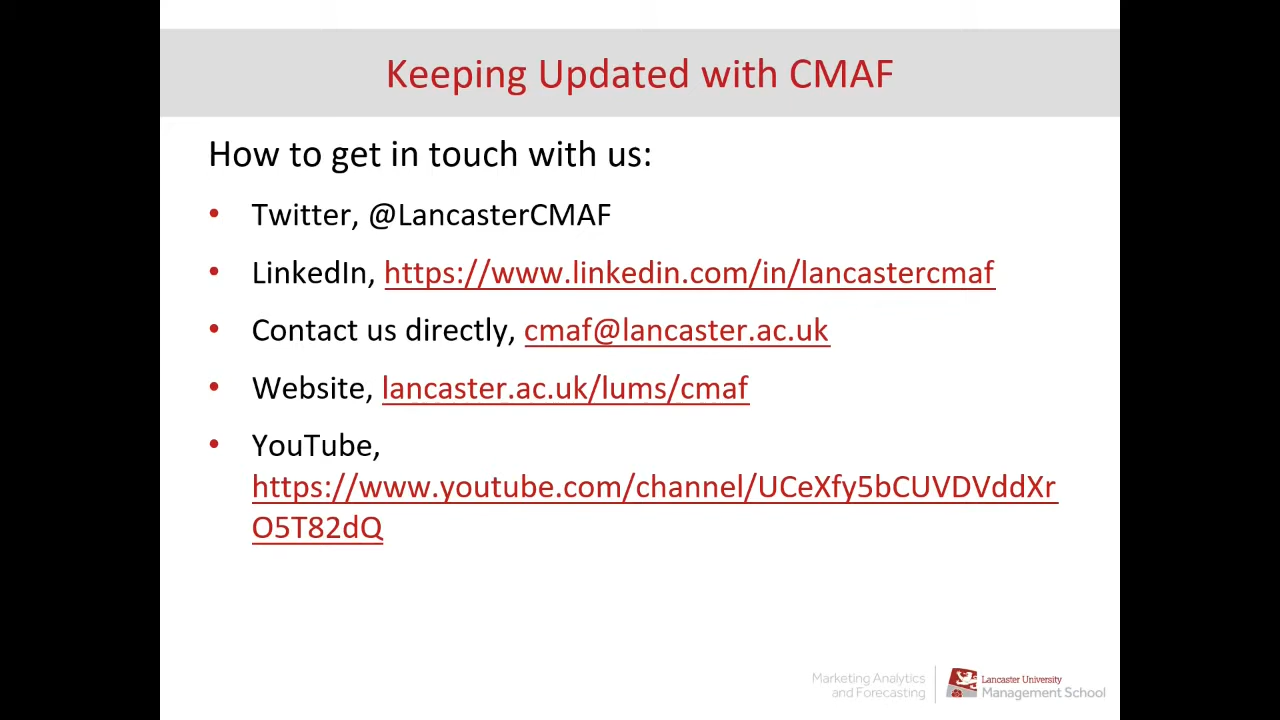 Keeping Updated with CMAF
How to get in touch with us:
• Twitter, @LancasterCMAF
• LinkedIn, https://www.linkedin.com/in/lancastercmaf
• Contact us directly, cmaf@lancaster.ac.uk
• Website, lancaster.ac.uk/lums/cmaf
• YouTube,
https://www.youtube.com/channel/UCeXfy5bCUVDVddXr
O5T82dQ
Marketing Analytics
and Forecasting
Lancaster University
Management School